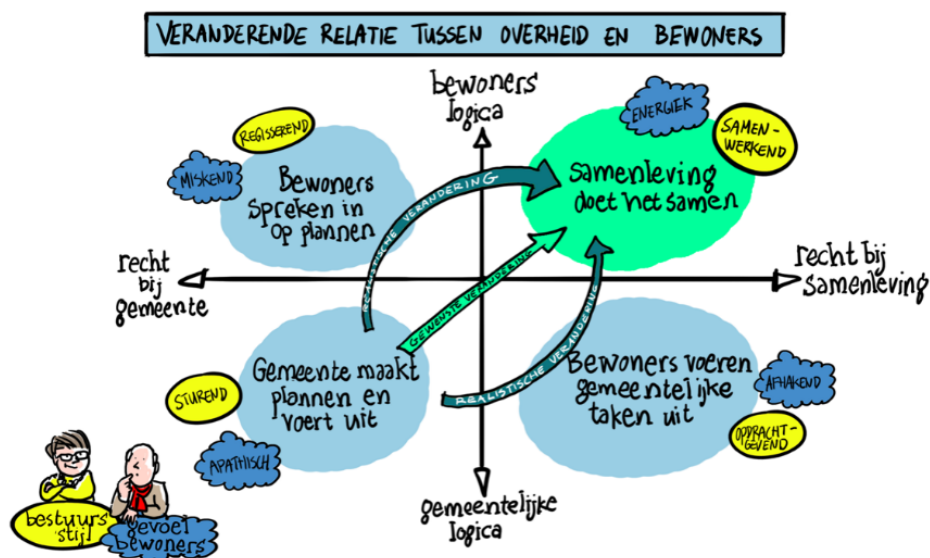 VERANDERENDE RELATIE TUSSEN OVERHEID EN BEWONERS
bewoners
logica
REGISSEREND
MISKEND
Bewoners
spreken in
op plannen
ENERGIEK
SAMEN-
WERKEND
Samenleving
doet het samen
REALISTISCHE VERANDERING
GEWENSTE VERANDERING
REALISTISCHE VERANDERING
recht
bij
gemeente
recht bij
samenleving
STUREND
APATHISCH
Gemeente maakt
plannen en
voert uit
Bewoners voeren
gemeentelijke
taken uit
AFHAKEND
OPDRACHT-
GEVEND
gemeentelijke
logica
bestuurs
stijl
gevoel
bewoners